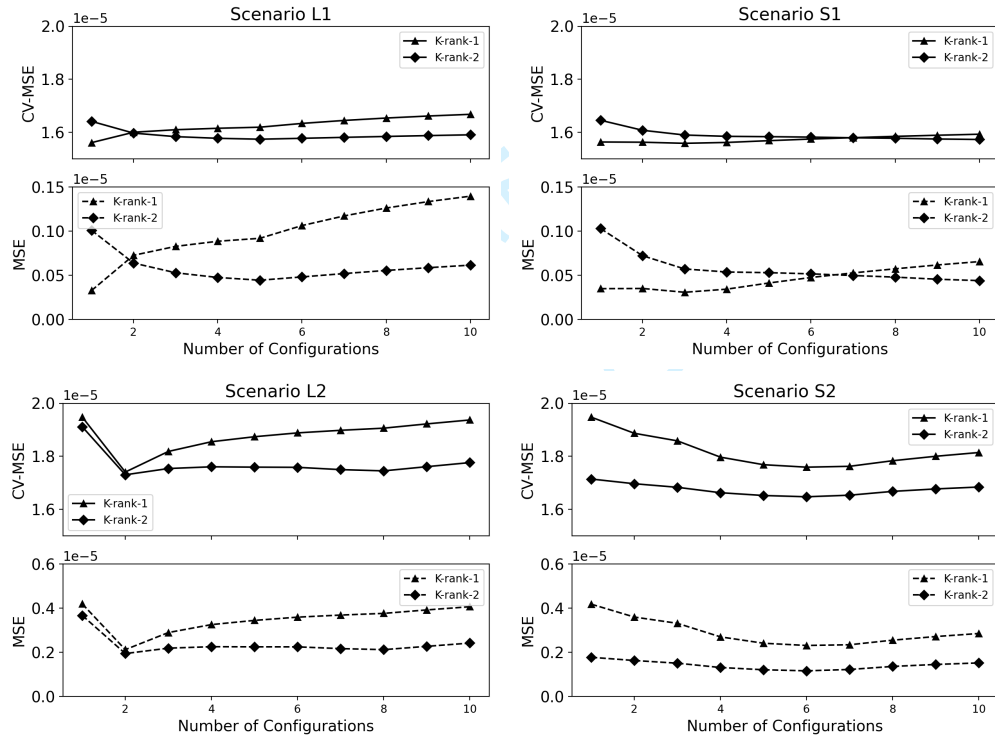 Scenario L1
1e−5
2.0
1.8
1.6
CV-MSE
K-rank-1
K-rank-2
1e−5
0.15
0.10
0.05
0.00
MSE
K-rank-1
K-rank-2
2 4 6 8 10
Number of Configurations
Scenario S1
1e−5
2.0
1.8
1.6
CV-MSE
K-rank-1
K-rank-2
1e−5
0.15
0.10
0.05
0.00
MSE
K-rank-1
K-rank-2
2 4 6 8 10
Number of Configurations
Scenario L2
1e−5
2.0
1.8
1.6
CV-MSE
K-rank-1
K-rank-2
1e−5
0.6
0.4
0.2
0.0
MSE
K-rank-1
K-rank-2
2 4 6 8 10
Number of Configurations
Scenario S2
1e−5
2.0
1.8
1.6
CV-MSE
K-rank-1
K-rank-2
1e−5
0.6
0.4
0.2
0.0
MSE
K-rank-1
K-rank-2
2 4 6 8 10
Number of Configurations